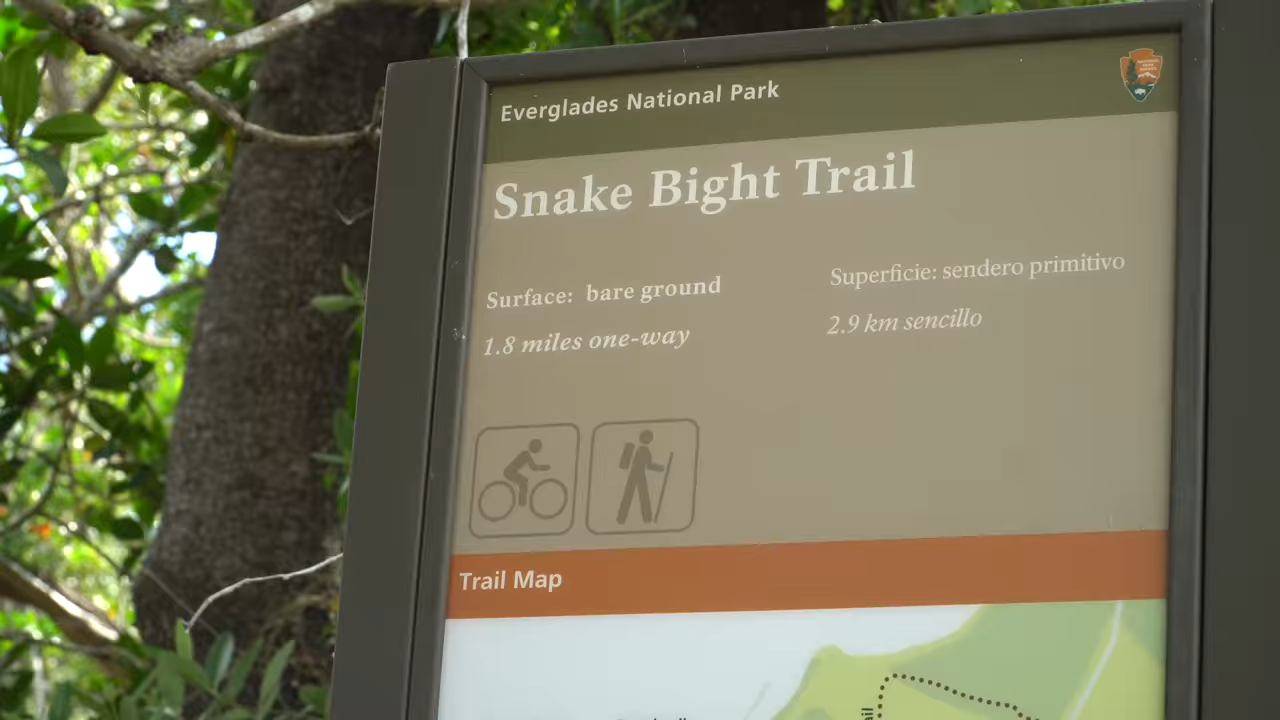 Everglades National Park
Snake Bight Trail
Surface: bare ground
1.8 miles one-way
Superficie: sendero primitivo
2.9 km sencillo
Trail Map